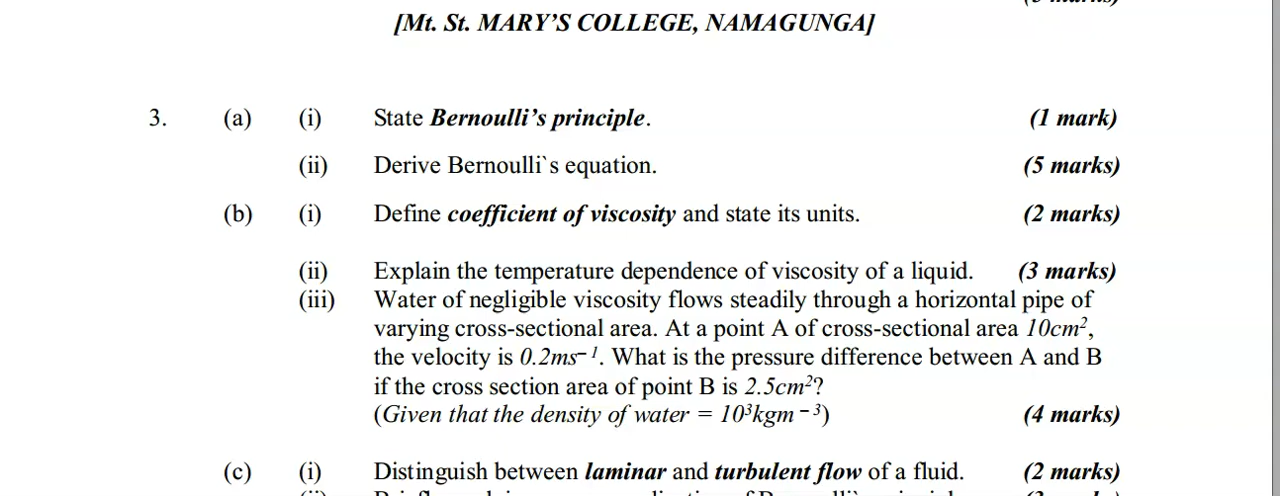 [Mt. St. MARY'S COLLEGE, NAMAGUNGA]
3. (a) (i) State Bernoulli's principle. (1 mark)
(ii) Derive Bernoulli`s equation. (5 marks)
(b) (i) Define coefficient of viscosity and state its units. (2 marks)
(ii) Explain the temperature dependence of viscosity of a liquid. (3 marks)
(iii) Water of negligible viscosity flows steadily through a horizontal pipe of
varying cross-sectional area. At a point A of cross-sectional area 10cm²,
the velocity is 0.2ms⁻¹. What is the pressure difference between A and B
if the cross section area of point B is 2.5cm²?
(Given that the density of water = 10³kgm⁻³) (4 marks)
(c) (i) Distinguish between laminar and turbulent flow of a fluid. (2 marks)